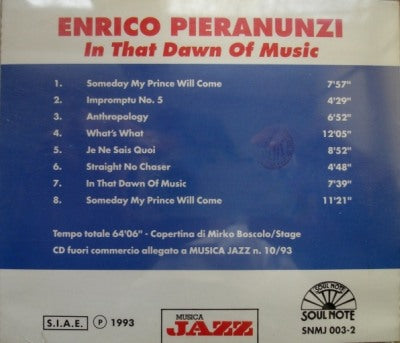 ENRICO PIERANUNZI
In That Dawn Of Music
1. Someday My Prince Will Come 7'57"
2. Impromptu No. 5 4'29"
3. Anthropology 6'52"
4. What's What 12'05"
5. Je Ne Sais Quoi 8'52"
6. Straight No Chaser 4'48"
7. In That Dawn Of Music 7'39"
8. Someday My Prince Will Come 11'21"
Tempo totale 64'06" - Copertina di Mirko Boscolo/Stage
CD fuori commercio allegato a MUSICA JAZZ n. 10/93
S.I.A.E. ℗ 1993
MUSICA
JAZZ
SOUL NOTE
SOUL NOTE
SNMJ 003-2